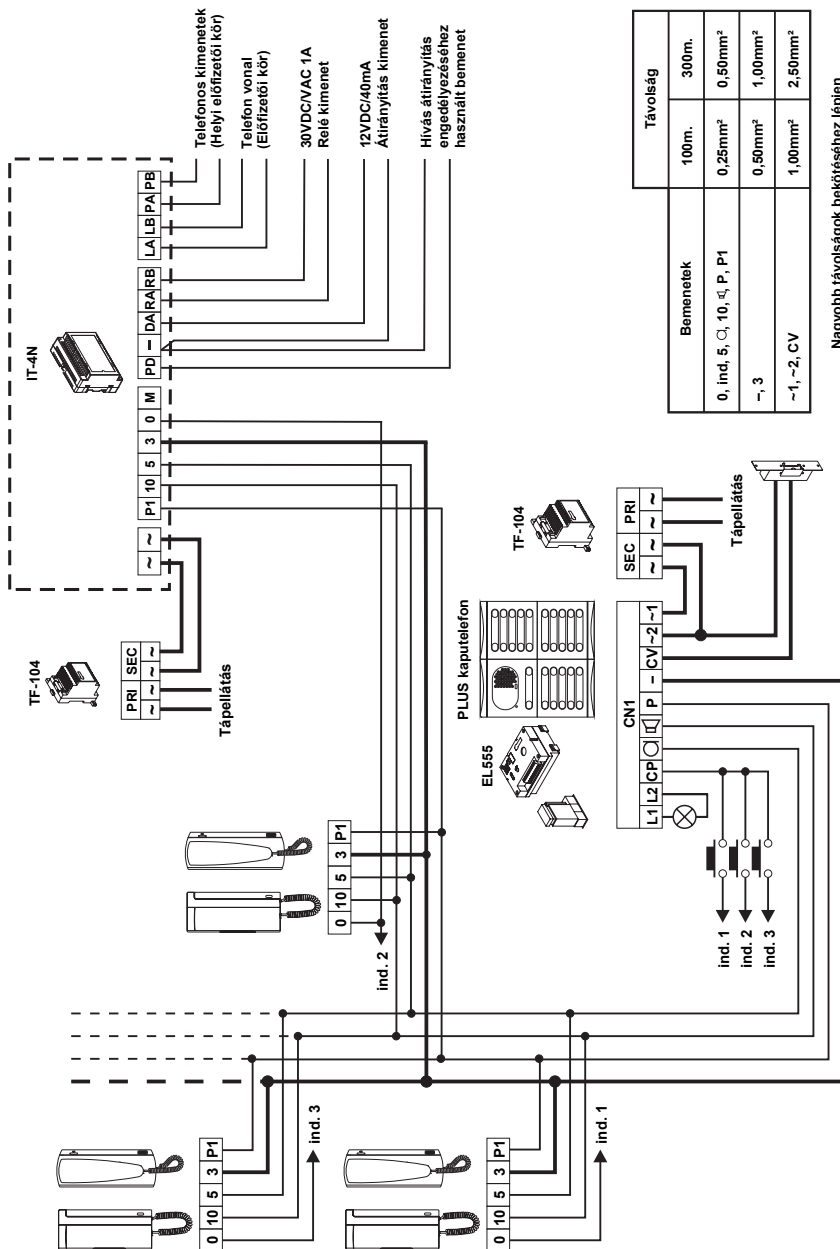 IT-4N
LA LB PA PB
PD – DA RA RB
P1 10 5 3 0 M
~ ~
Telefonos kimenetek
(Helyi előfizetői kör)
Telefon vonal
(Előfizetői kör)
30VDC/VAC 1A
Relé kimenet
12VDC/40mA
Átirányítás kimenet
Hívás átirányítás
engedélyezéséhez
használt bemenet
TF-104
PRI SEC
~ ~ ~ ~
Tápellátás
0 10 5 3 P1
ind. 2
0 10 5 3 P1
ind. 3
0 10 5 3 P1
ind. 1
PLUS kaputelefon
EL555
CN1
L1 L2 CP P – CV ~2 ~1
TF-104
SEC PRI
~ ~ ~ ~
Tápellátás
ind. 1
ind. 2
ind. 3
Távolság
Bemenetek 100m. 300m.
0, ind, 5, 10, P, P1 0,25mm² 0,50mm²
–, 3 0,50mm² 1,00mm²
~1, ~2, CV 1,00mm² 2,50mm²
Nagyobb távolságok bekötéséhez lépjen